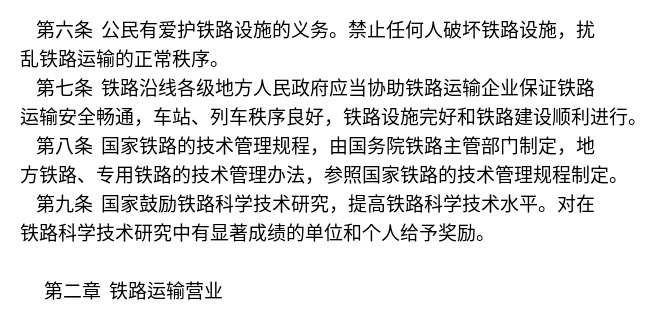 第六条 公民有爱护铁路设施的义务。禁止任何人破坏铁路设施，扰
乱铁路运输的正常秩序。
第七条 铁路沿线各级地方人民政府应当协助铁路运输企业保证铁路
运输安全畅通，车站、列车秩序良好，铁路设施完好和铁路建设顺利进行。
第八条 国家铁路的技术管理规程，由国务院铁路主管部门制定，地
方铁路、专用铁路的技术管理办法，参照国家铁路的技术管理规程制定。
第九条 国家鼓励铁路科学技术研究，提高铁路科学技术水平。对在
铁路科学技术研究中有显著成绩的单位和个人给予奖励。
第二章 铁路运输营业